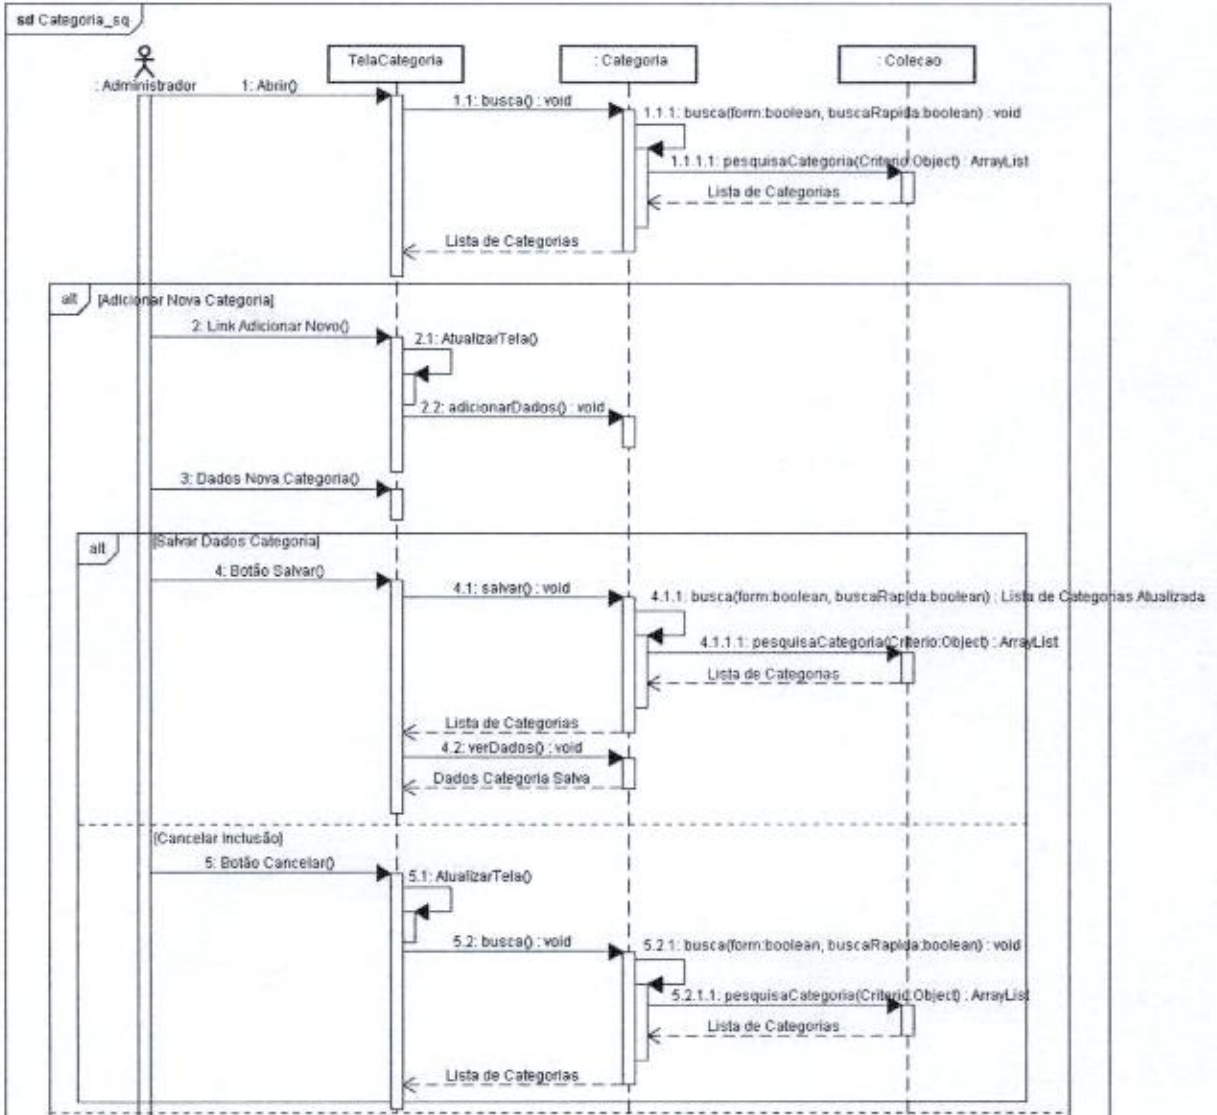 sd Categoria_sq
: Administrador
TelaCategoria
: Categoria
: Colecao
1: Abrir()
1.1: busca() : void
1.1.1: busca(form:boolean, buscaRapida:boolean) : void
1.1.1.1: pesquisaCategoria(Criterio:Object) : ArrayList
Lista de Categorias
Lista de Categorias
alt [Adicionar Nova Categoria]
2: Link Adicionar Novo()
2.1: AtualizarTela()
2.2: adicionarDados() : void
3: Dados Nova Categoria()
alt [Salvar Dados Categoria]
4: Botão Salvar()
4.1: salvar() : void
4.1.1: busca(form:boolean, buscaRapida:boolean) : Lista de Categorias Atualizada
4.1.1.1: pesquisaCategoria(Criterio:Object) : ArrayList
Lista de Categorias
Lista de Categorias
4.2: verDados() : void
Dados Categoria Salva
[Cancelar Inclusão]
5: Botão Cancelar()
5.1: AtualizarTela()
5.2: busca() : void
5.2.1: busca(form:boolean, buscaRapida:boolean) : void
5.2.1.1: pesquisaCategoria(Criterio:Object) : ArrayList
Lista de Categorias
Lista de Categorias